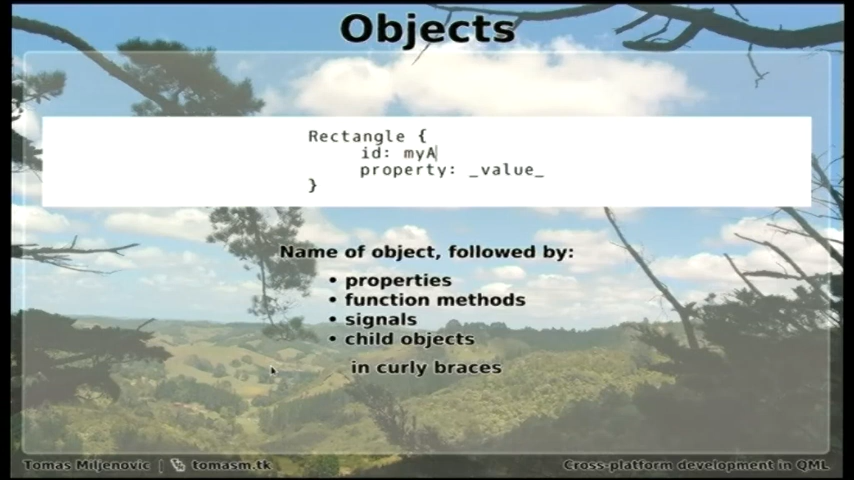 Objects
Rectangle {
id: myA
property: _value_
}
Name of object, followed by:
• properties
• function methods
• signals
• child objects
in curly braces
Tomas Miljenovic | tomasm.tk
Cross-platform development in QML